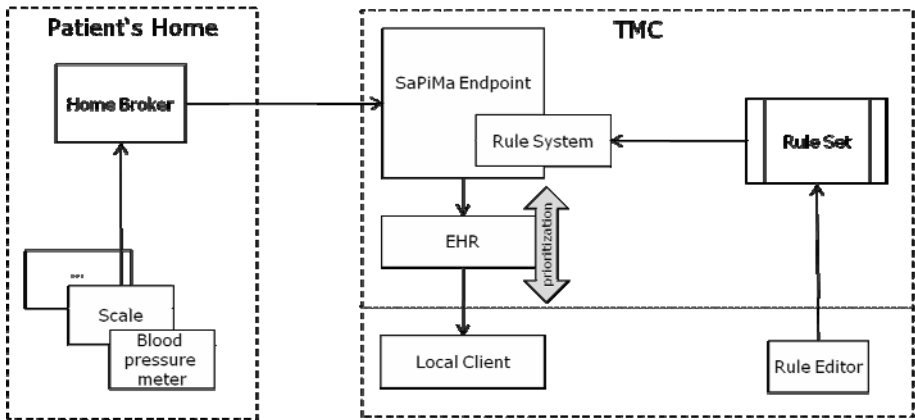 Patient's Home
TMC
SaPiMa Endpoint
Home Broker
Rule System
Rule Set
EHR
prioritization
Scale
Blood
pressure
meter
Local Client
Rule Editor